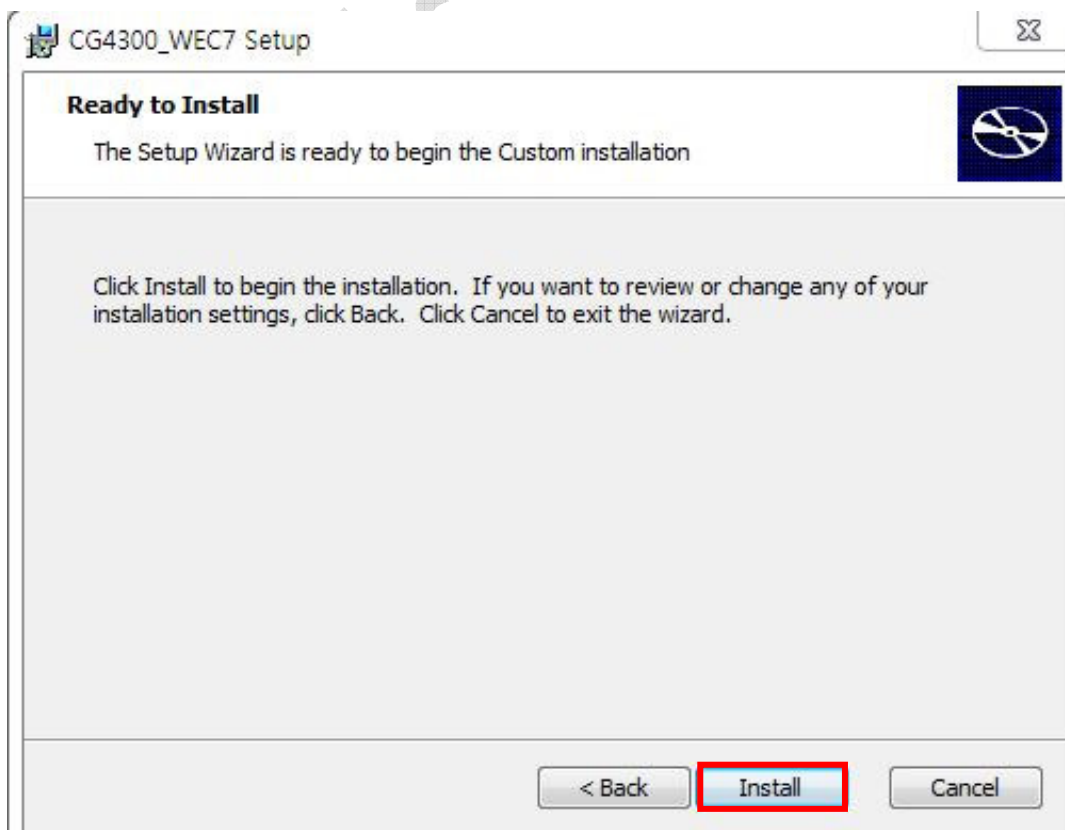 CG4300_WEC7 Setup
Ready to Install
The Setup Wizard is ready to begin the Custom installation
Click Install to begin the installation.  If you want to review or change any of your
installation settings, click Back.  Click Cancel to exit the wizard.
< Back
Install
Cancel